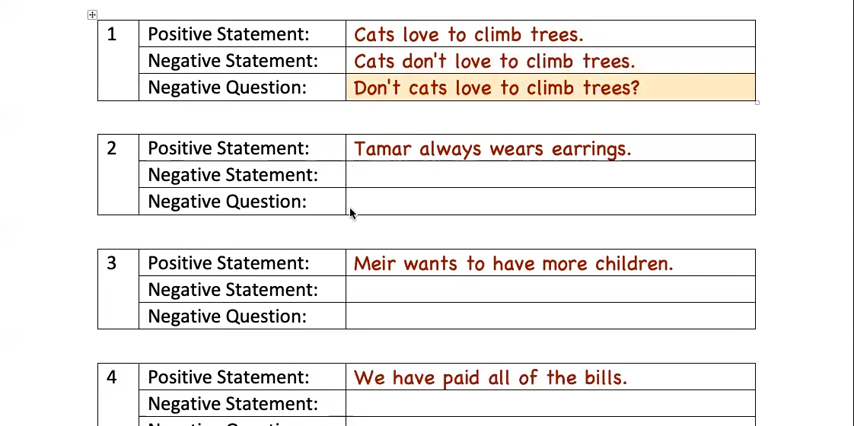 1 Positive Statement: Cats love to climb trees.
Negative Statement: Cats don't love to climb trees.
Negative Question: Don't cats love to climb trees?
2 Positive Statement: Tamar always wears earrings.
Negative Statement:
Negative Question:
3 Positive Statement: Meir wants to have more children.
Negative Statement:
Negative Question:
4 Positive Statement: We have paid all of the bills.
Negative Statement: